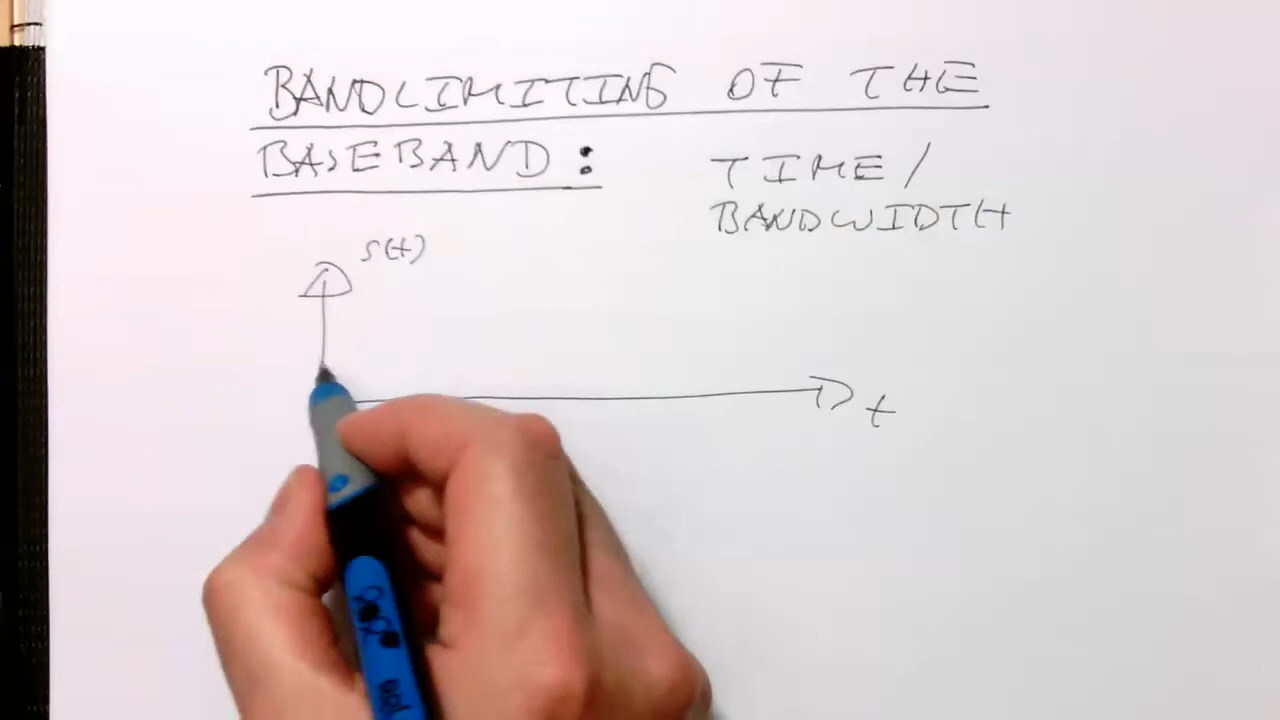 BANDLIMITING OF THE
BASEBAND:
TIME/
BANDWIDTH
s(t)
t